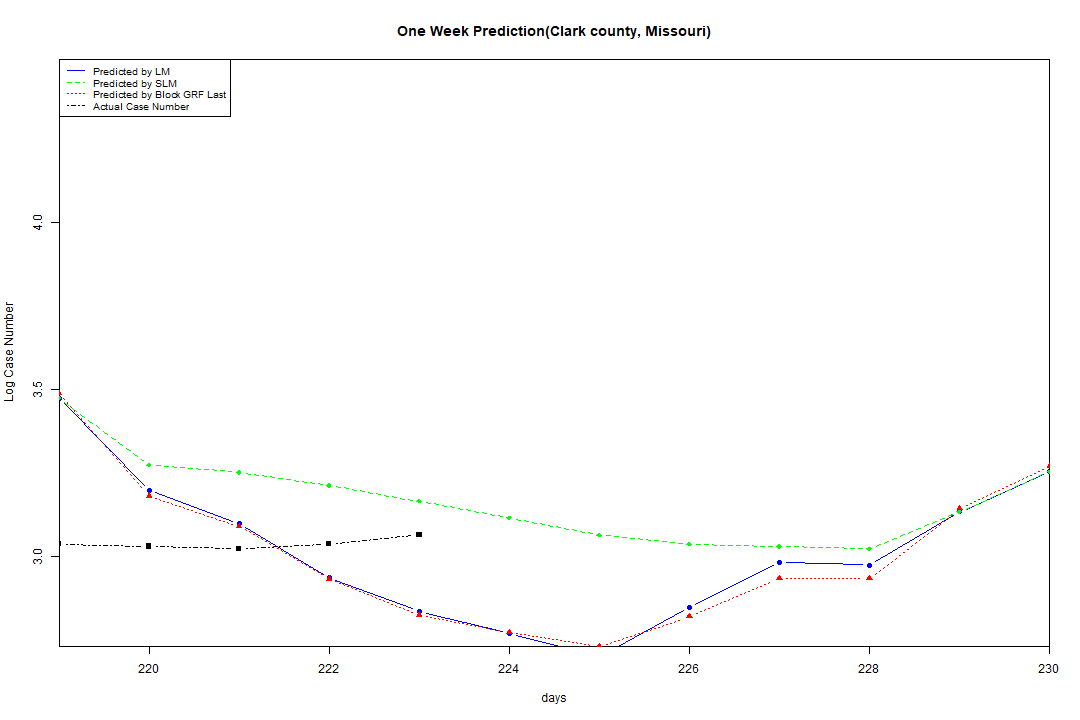 One Week Prediction(Clark county, Missouri)
Predicted by LM
Predicted by SLM
Predicted by Block GRF Last
Actual Case Number
4.0
3.5
3.0
Log Case Number
220 222 224 226 228 230
days